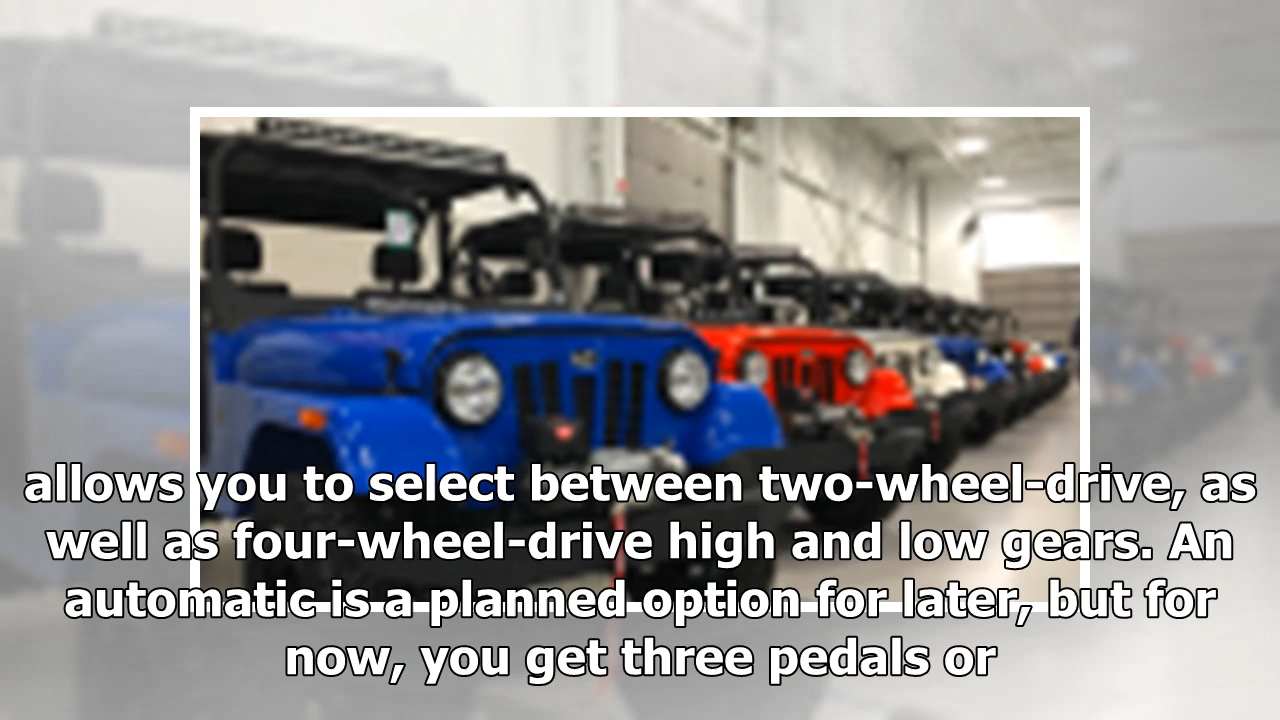 allows you to select between two-wheel-drive, as
well as four-wheel-drive high and low gears. An
automatic is a planned option for later, but for
now, you get three pedals or